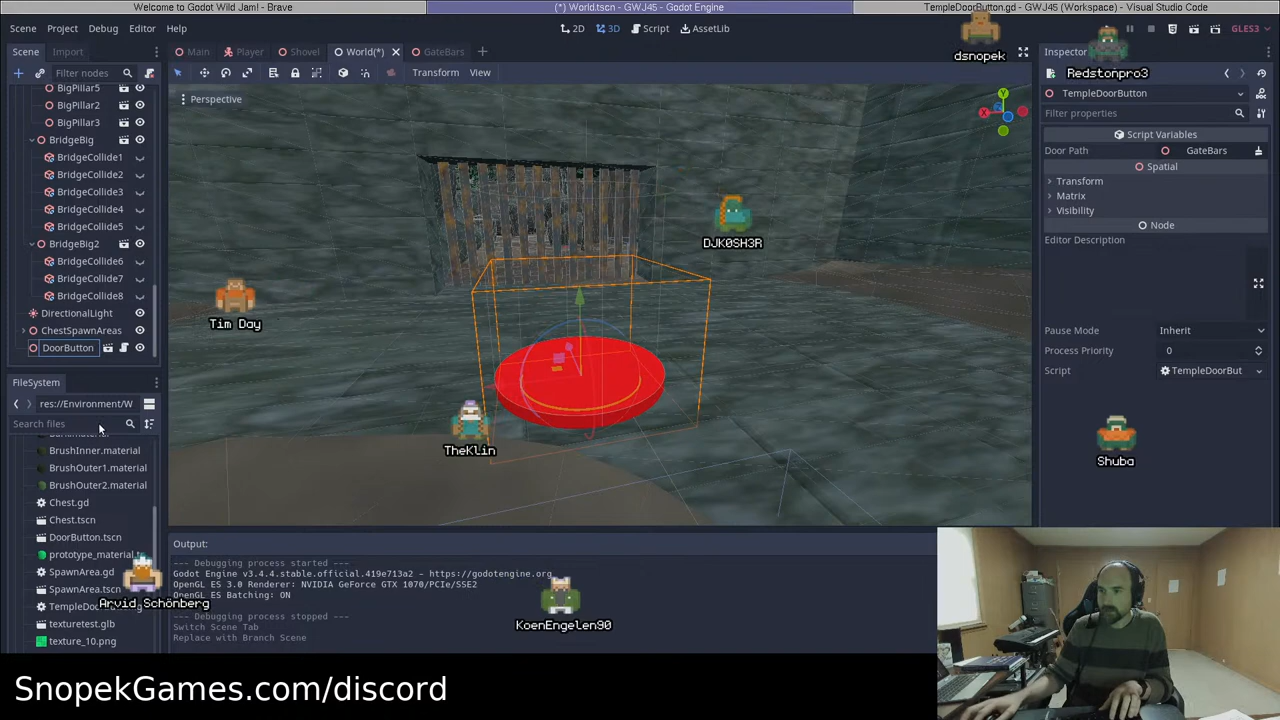 Welcome to Godot Wild Jam! - Brave
(*) World.tscn - GWJ45 - Godot Engine
TempleDoorButton.gd - GWJ45 (Workspace) - Visual Studio Code
Scene Project Debug Editor Help
2D 3D Script AssetLib
GLES3
dsnopek
Redstonpro3
Scene Import
Main Player Shovel World(*) GateBars
Inspector
Filter nodes
Transform View
TempleDoorButton
Filter properties
Perspective
Script Variables
Door Path GateBars
Spatial
Transform
Matrix
Visibility
Node
Editor Description
Pause Mode Inherit
Process Priority 0
Script TempleDoorBut
BigPillar5
BigPillar2
BigPillar3
BridgeBig
BridgeCollide1
BridgeCollide2
BridgeCollide3
BridgeCollide4
BridgeCollide5
BridgeBig2
BridgeCollide6
BridgeCollide7
BridgeCollide8
DirectionalLight
ChestSpawnAreas
DoorButton
DJK0SH3R
Tim Day
TheKlin
Shuba
FileSystem
res://Environment/W
Search files
BrushInner.material
BrushOuter1.material
BrushOuter2.material
Chest.gd
Chest.tscn
DoorButton.tscn
prototype_material.t
SpawnArea.gd
SpawnArea.tscn
Arvid Schönberg
TempleDo
texturetest.glb
texture_10.png
Output:
--- Debugging process started ---
Godot Engine v3.4.4.stable.official.419e713a2 - https://godotengine.org
OpenGL ES 3.0 Renderer: NVIDIA GeForce GTX 1070/PCIe/SSE2
OpenGL ES Batching: ON
--- Debugging process stopped ---
Switch Scene Tab
Replace with Branch Scene
KoenEngelen90
SnopekGames.com/discord